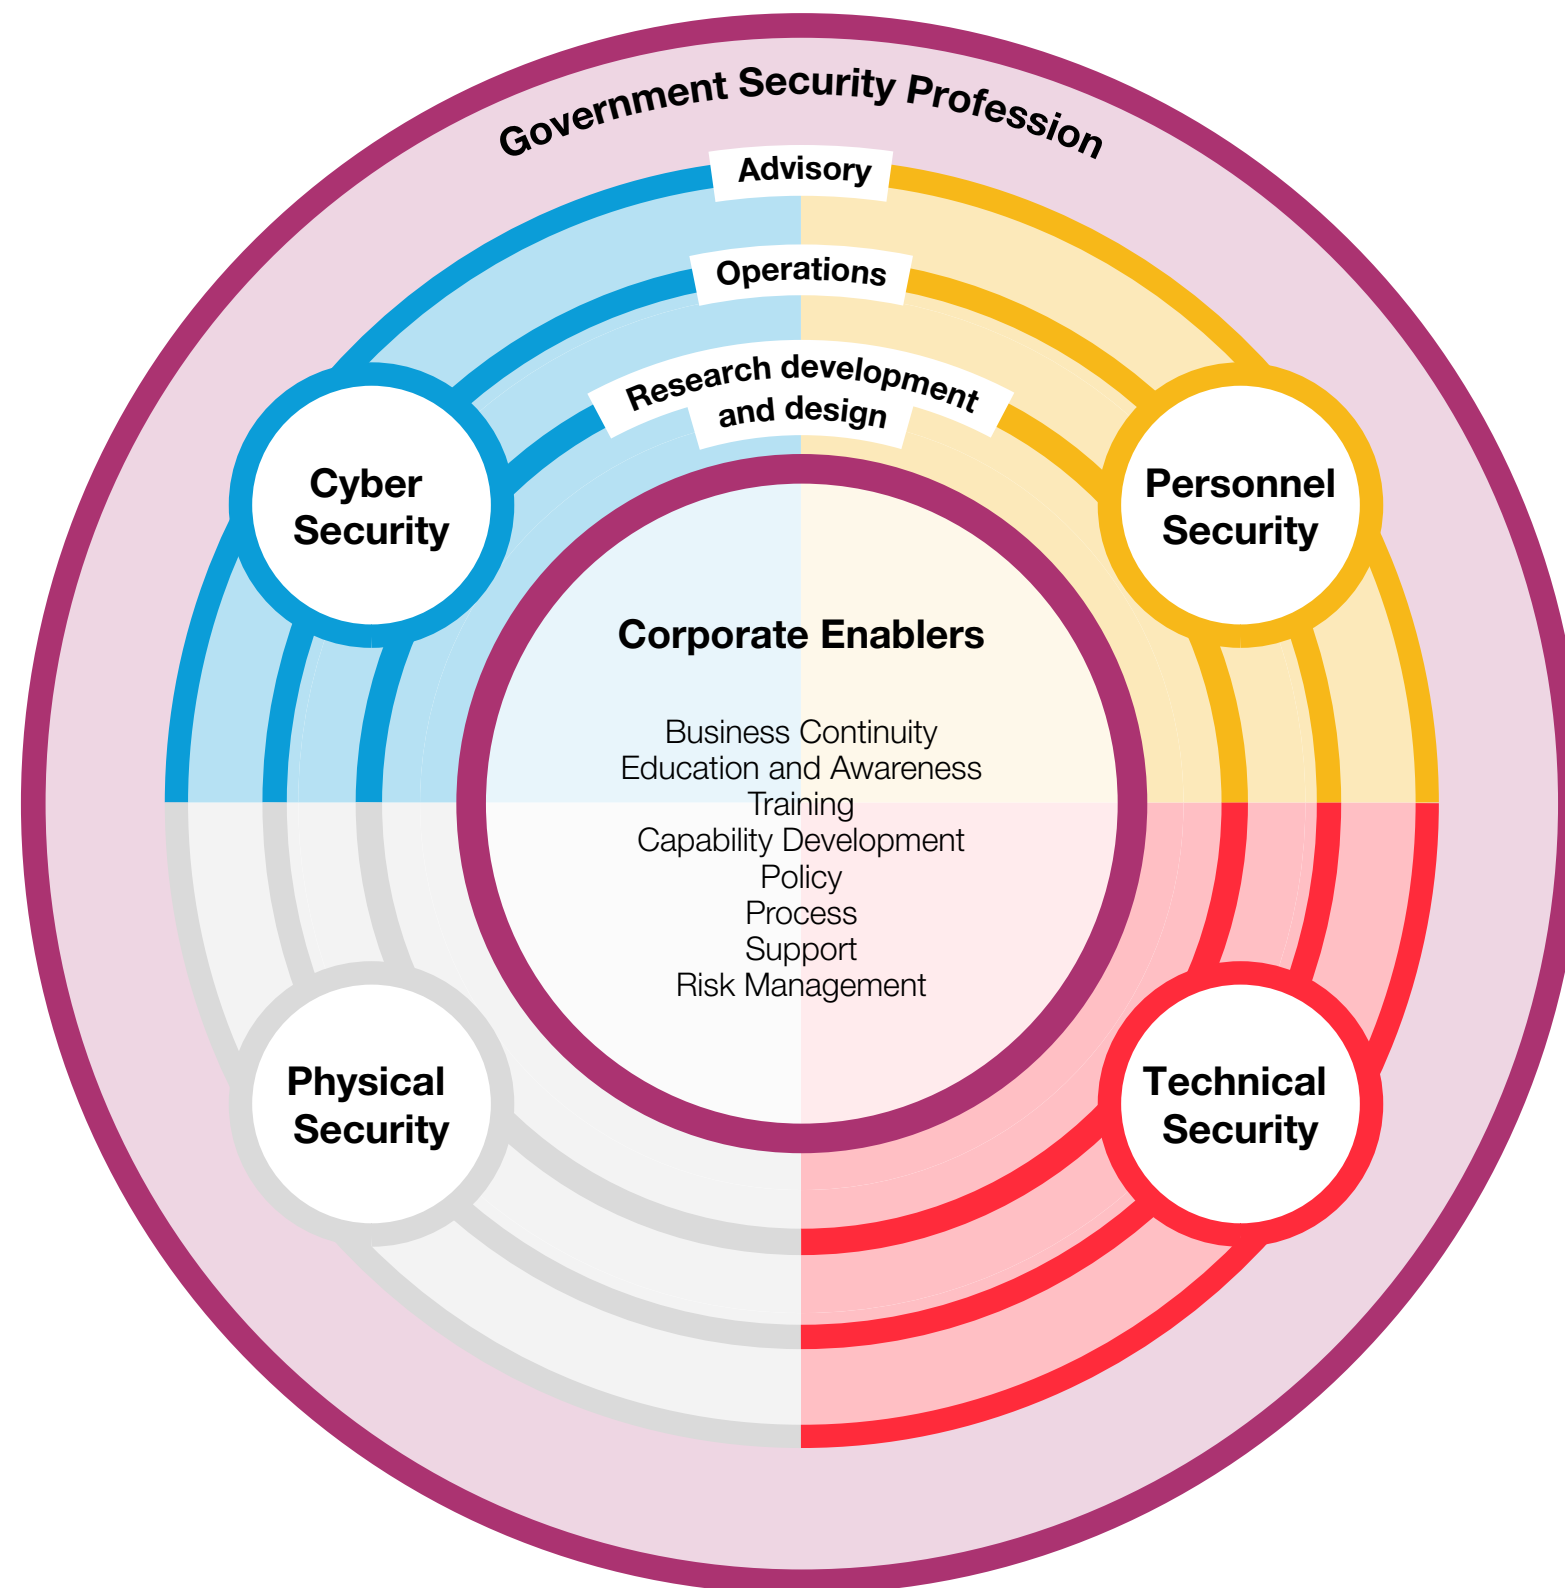 Government Security Profession
Advisory
Operations
Research development
and design
Cyber
Security
Personnel
Security
Corporate Enablers
Business Continuity
Education and Awareness
Training
Capability Development
Policy
Process
Support
Risk Management
Physical
Security
Technical
Security